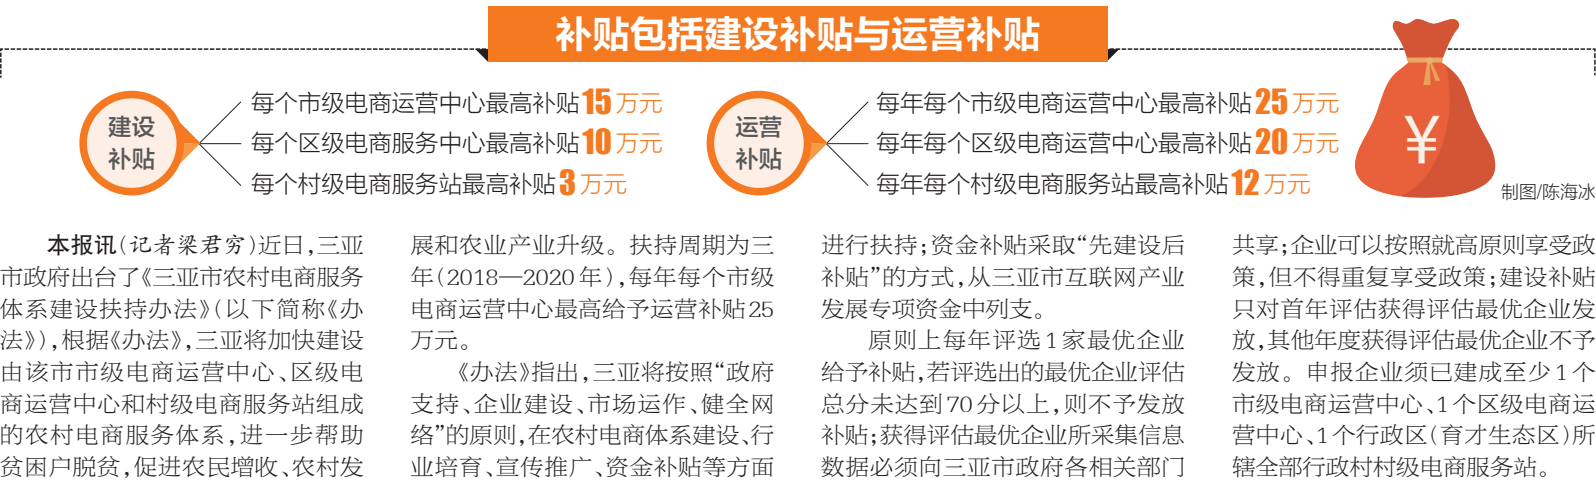 补贴包括建设补贴与运营补贴
建设
补贴
每个市级电商运营中心最高补贴15万元
每个区级电商服务中心最高补贴10万元
每个村级电商服务站最高补贴3万元
运营
补贴
每年每个市级电商运营中心最高补贴25万元
每年每个区级电商运营中心最高补贴20万元
每年每个村级电商服务站最高补贴12万元
¥
制图/陈海冰
本报讯(记者梁君穷)近日,三亚
市政府出台了《三亚市农村电商服务
体系建设扶持办法》(以下简称《办
法》),根据《办法》,三亚将加快建设
由该市市级电商运营中心、区级电
商运营中心和村级电商服务站组成
的农村电商服务体系,进一步帮助
贫困户脱贫,促进农民增收、农村发
展和农业产业升级。扶持周期为三
年(2018—2020年),每年每个市级
电商运营中心最高给予运营补贴25
万元。
《办法》指出,三亚将按照“政府
支持、企业建设、市场运作、健全网
络”的原则,在农村电商体系建设、行
业培育、宣传推广、资金补贴等方面
进行扶持;资金补贴采取“先建设后
补贴”的方式,从三亚市互联网产业
发展专项资金中列支。
原则上每年评选1家最优企业
给予补贴,若评选出的最优企业评估
总分未达到70分以上,则不予发放
补贴;获得评估最优企业所采集信息
数据必须向三亚市政府各相关部门
共享;企业可以按照就高原则享受政
策,但不得重复享受政策;建设补贴
只对首年评估获得评估最优企业发
放,其他年度获得评估最优企业不予
发放。申报企业须已建成至少1个
市级电商运营中心、1个区级电商运
营中心、1个行政区(育才生态区)所
辖全部行政村村级电商服务站。